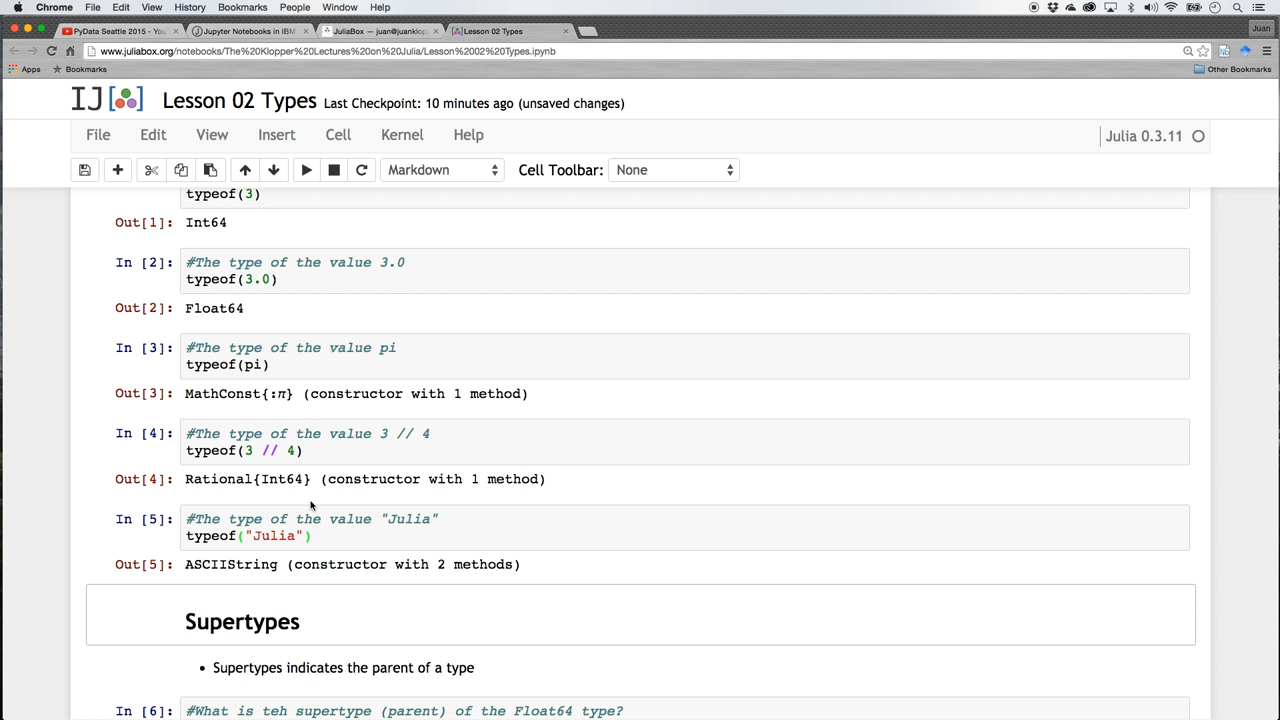 Chrome File Edit View History Bookmarks People Window Help
PyData Seattle 2015 - You
Jupyter Notebooks in IBM
JuliaBox — juan@juanklop
Lesson 02 Types
Juan
www.juliabox.org/notebooks/The%20Klopper%20Lectures%20on%20Julia/Lesson%2002%20Types.ipynb
Apps Bookmarks Other Bookmarks
IJ Lesson 02 Types Last Checkpoint: 10 minutes ago (unsaved changes)
File Edit View Insert Cell Kernel Help Julia 0.3.11
Markdown Cell Toolbar: None
typeof(3)
Out[1]: Int64
In [2]: #The type of the value 3.0
typeof(3.0)
Out[2]: Float64
In [3]: #The type of the value pi
typeof(pi)
Out[3]: MathConst{:π} (constructor with 1 method)
In [4]: #The type of the value 3 // 4
typeof(3 // 4)
Out[4]: Rational{Int64} (constructor with 1 method)
In [5]: #The type of the value "Julia"
typeof("Julia")
Out[5]: ASCIIString (constructor with 2 methods)
Supertypes
• Supertypes indicates the parent of a type
In [6]: #What is teh supertype (parent) of the Float64 type?